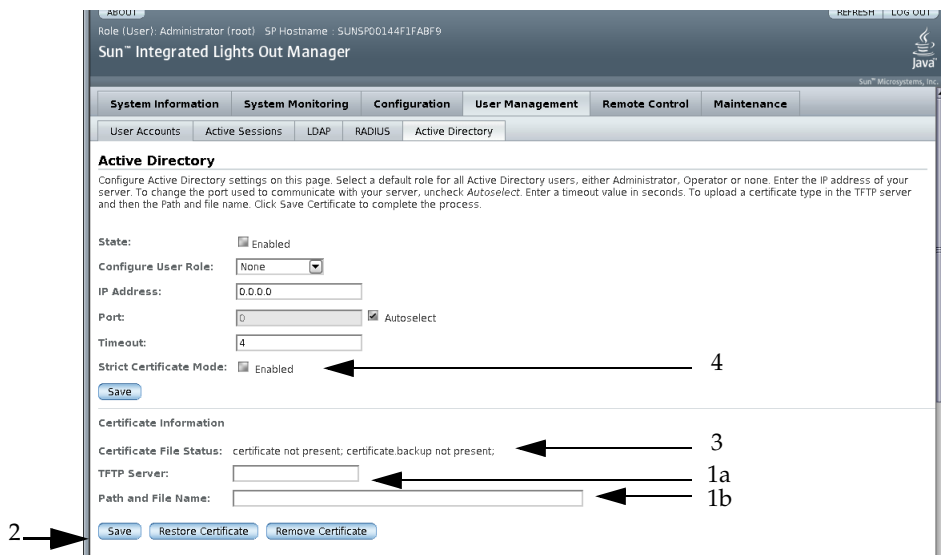 ABOUT
REFRESH LOG OUT
Role (User): Administrator (root) SP Hostname : SUNSP00144F1FABF9
Sun™ Integrated Lights Out Manager
Java™
Sun™ Microsystems, Inc.
System Information System Monitoring Configuration User Management Remote Control Maintenance
User Accounts Active Sessions LDAP RADIUS Active Directory
Active Directory
Configure Active Directory settings on this page. Select a default role for all Active Directory users, either Administrator, Operator or none. Enter the IP address of your
server. To change the port used to communicate with your server, uncheck Autoselect. Enter a timeout value in seconds. To upload a certificate type in the TFTP server
and then the Path and file name. Click Save Certificate to complete the process.
State: Enabled
Configure User Role: None
IP Address: 0.0.0.0
Port: 0 Autoselect
Timeout: 4
Strict Certificate Mode: Enabled 4
Save
Certificate Information
Certificate File Status: certificate not present; certificate.backup not present; 3
TFTP Server: 1a
Path and File Name: 1b
2 Save Restore Certificate Remove Certificate